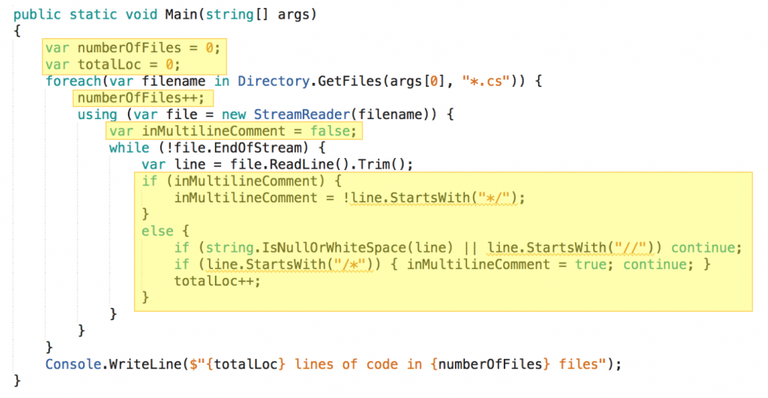 public static void Main(string[] args)
{
    var numberOfFiles = 0;
    var totalLoc = 0;
    foreach(var filename in Directory.GetFiles(args[0], "*.cs")) {
        numberOfFiles++;
        using (var file = new StreamReader(filename)) {
            var inMultilineComment = false;
            while (!file.EndOfStream) {
                var line = file.ReadLine().Trim();
                if (inMultilineComment) {
                    inMultilineComment = !line.StartsWith("*/");
                }
                else {
                    if (string.IsNullOrWhiteSpace(line) || line.StartsWith("//")) continue;
                    if (line.StartsWith("/*")) { inMultilineComment = true; continue; }
                    totalLoc++;
                }
            }
        }
    }
    Console.WriteLine($"{totalLoc} lines of code in {numberOfFiles} files");
}